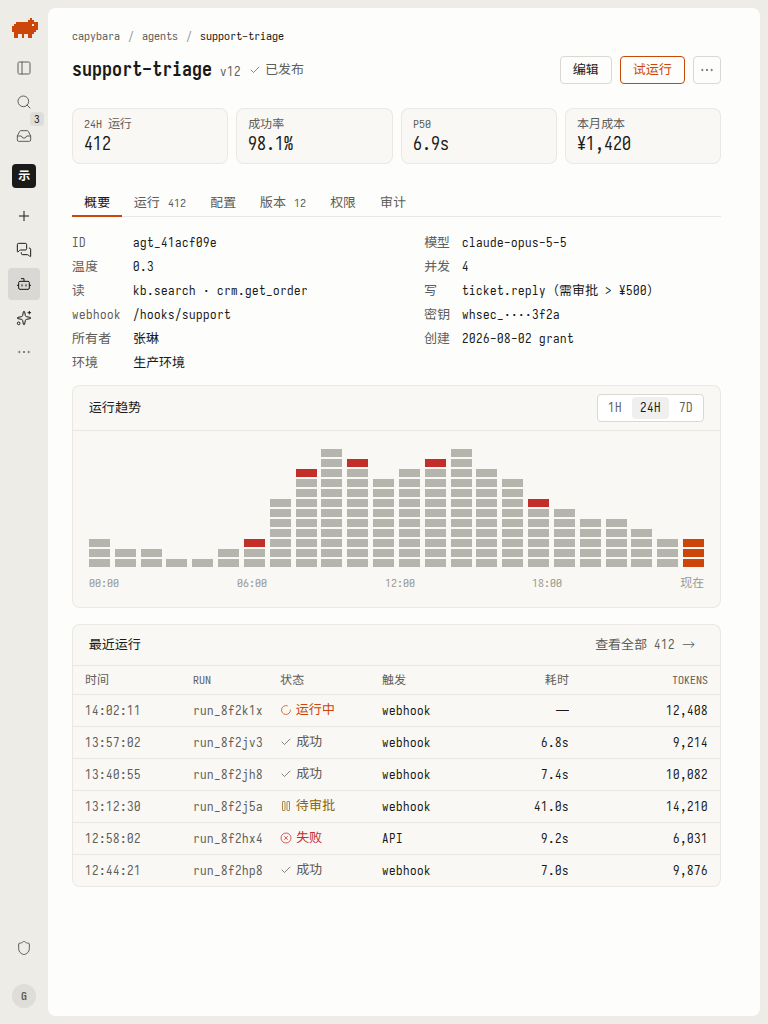 capybara / agents / support-triage
support-triage v12 已发布
编辑 试运行 ···
3
示
24H 运行 成功率 P50 本月成本
412 98.1% 6.9s ¥1,420
概要 运行 412 配置 版本 12 权限 审计
ID agt_41acf09e 模型 claude-opus-5-5
温度 0.3 并发 4
读 kb.search · crm.get_order 写 ticket.reply (需审批 > ¥500)
webhook /hooks/support 密钥 whsec_····3f2a
所有者 张琳 创建 2026-08-02 grant
环境 生产环境
运行趋势 1H 24H 7D
00:00 06:00 12:00 18:00 现在
最近运行 查看全部 412 →
时间 RUN 状态 触发 耗时 TOKENS
14:02:11 run_8f2k1x 运行中 webhook — 12,408
13:57:02 run_8f2jv3 成功 webhook 6.8s 9,214
13:40:55 run_8f2jh8 成功 webhook 7.4s 10,082
13:12:30 run_8f2j5a 待审批 webhook 41.0s 14,210
12:58:02 run_8f2hx4 失败 API 9.2s 6,031
12:44:21 run_8f2hp8 成功 webhook 7.0s 9,876
G